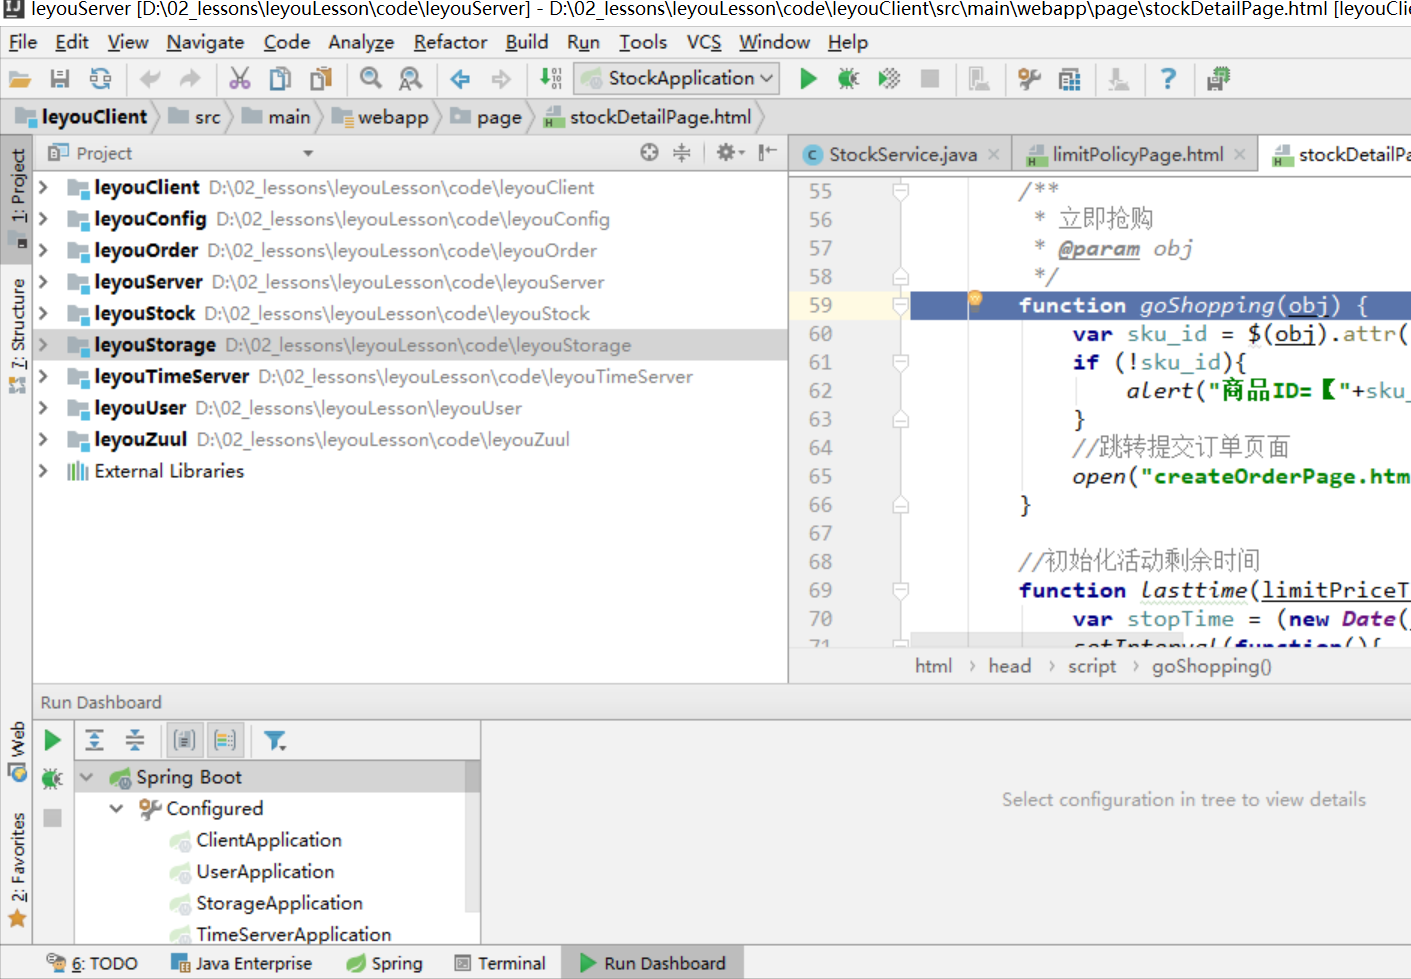 leyouServer [D:\02_lessons\leyouLesson\code\leyouServer] - D:\02_lessons\leyouLesson\code\leyouClient\src\main\webapp\page\stockDetailPage.html [leyouClie
File Edit View Navigate Code Analyze Refactor Build Run Tools VCS Window Help
StockApplication
leyouClient src main webapp page stockDetailPage.html
Project
StockService.java limitPolicyPage.html stockDetailPa
1: Project
7: Structure
Web
2: Favorites
leyouClient D:\02_lessons\leyouLesson\code\leyouClient
leyouConfig D:\02_lessons\leyouLesson\code\leyouConfig
leyouOrder D:\02_lessons\leyouLesson\code\leyouOrder
leyouServer D:\02_lessons\leyouLesson\code\leyouServer
leyouStock D:\02_lessons\leyouLesson\code\leyouStock
leyouStorage D:\02_lessons\leyouLesson\code\leyouStorage
leyouTimeServer D:\02_lessons\leyouLesson\code\leyouTimeServer
leyouUser D:\02_lessons\leyouLesson\leyouUser
leyouZuul D:\02_lessons\leyouLesson\code\leyouZuul
External Libraries
55 /**
56 * 立即抢购
57 * @param obj
58 */
59 function goShopping(obj) {
60 var sku_id = $(obj).attr(
61 if (!sku_id){
62 alert("商品ID=【"+sku_
63 }
64 //跳转提交订单页面
65 open("createOrderPage.htm
66 }
67
68 //初始化活动剩余时间
69 function lasttime(limitPriceT
70 var stopTime = (new Date(
71 setInterval(function(){
html head script goShopping()
Run Dashboard
Spring Boot
Configured
ClientApplication
UserApplication
StorageApplication
TimeServerApplication
Select configuration in tree to view details
6: TODO Java Enterprise Spring Terminal Run Dashboard